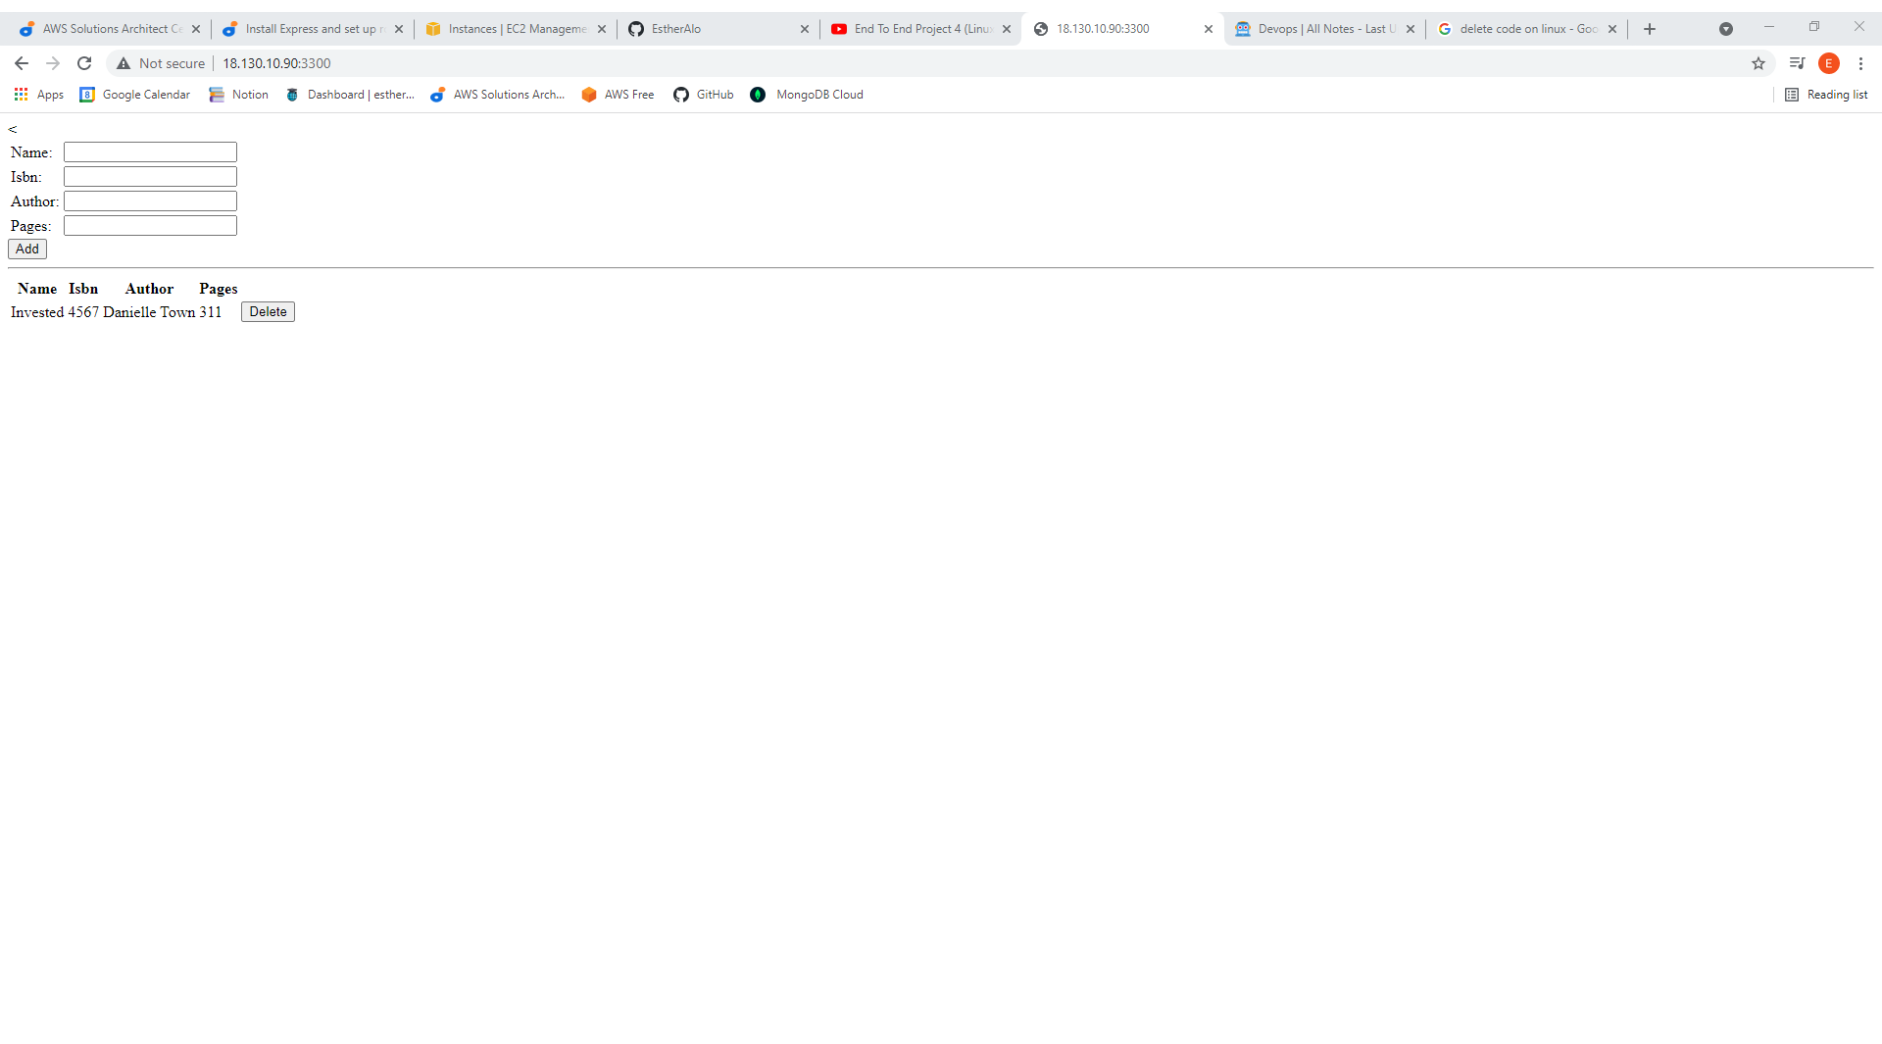 AWS Solutions Architect Ce
Install Express and set up r
Instances | EC2 Manageme
EstherAlo
End To End Project 4 (Linu
18.130.10.90:3300
Devops | All Notes - Last U
delete code on linux - Goo
Not secure
18.130.10.90:3300
E
Apps
8
Google Calendar
Notion
Dashboard | esther...
AWS Solutions Arch...
AWS Free
GitHub
MongoDB Cloud
Reading list
<
Name:
Isbn:
Author:
Pages:
Add
Name Isbn Author Pages
Invested 4567 Danielle Town 311 Delete